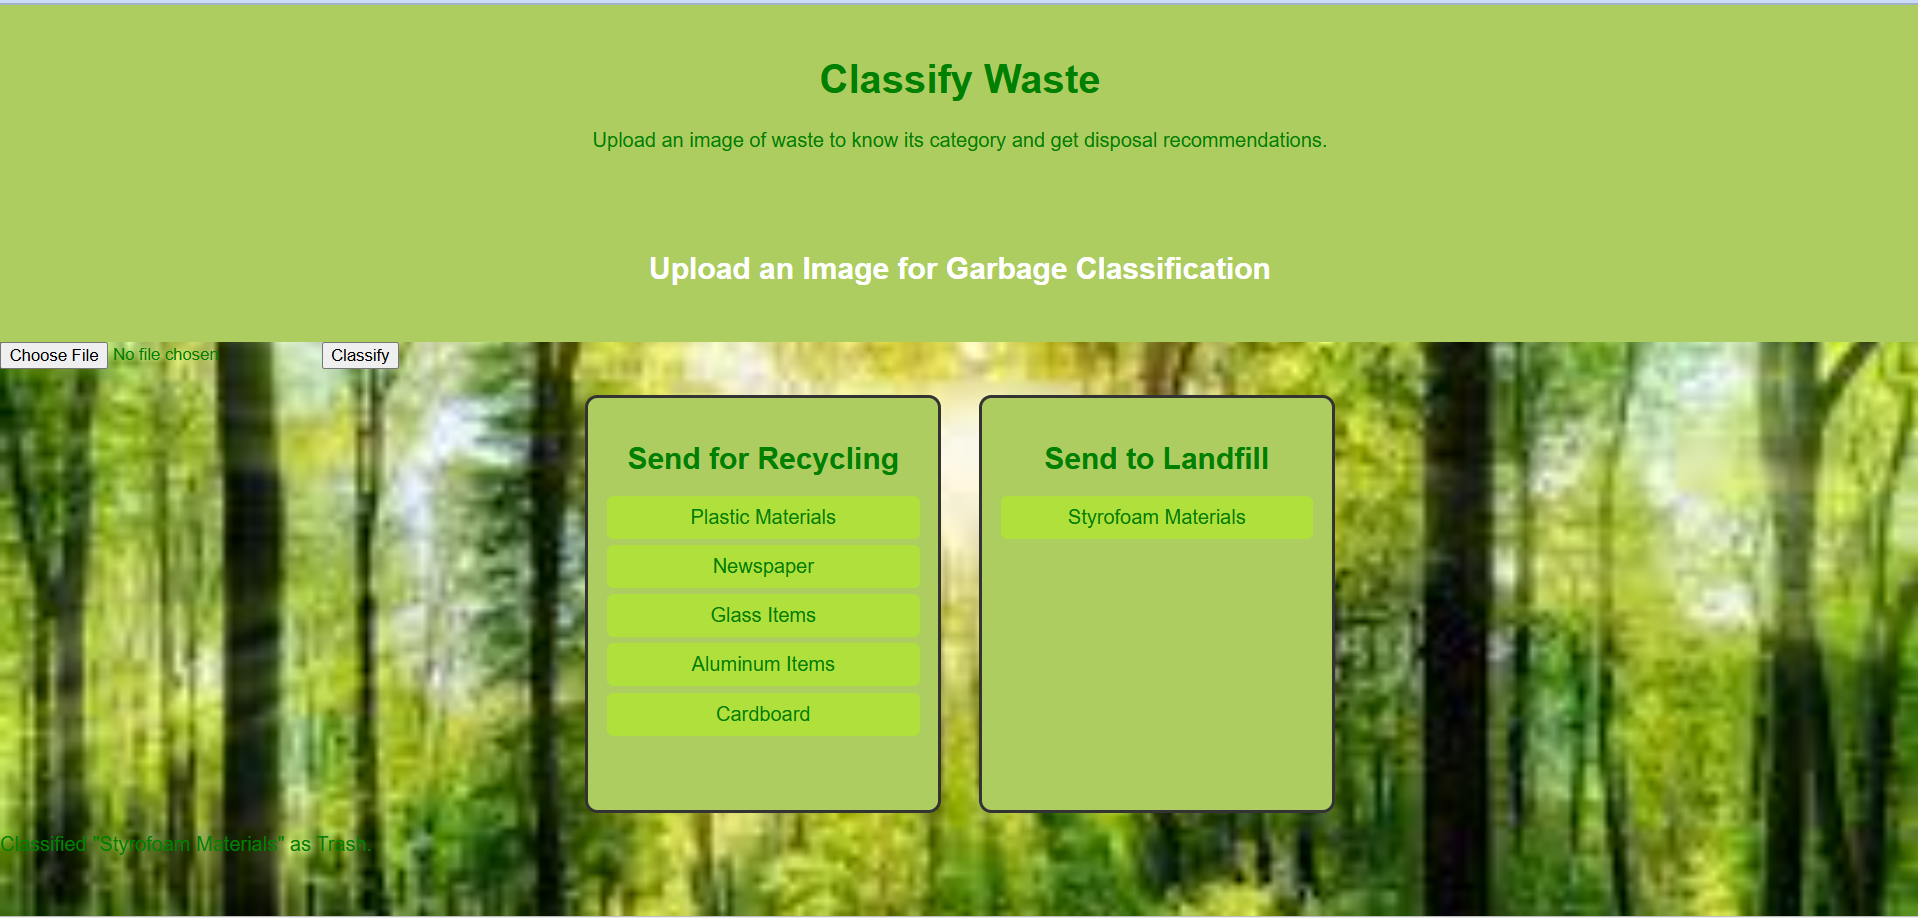 Classify Waste
Upload an image of waste to know its category and get disposal recommendations.
Upload an Image for Garbage Classification
Choose File No file chosen Classify
Send for Recycling
Plastic Materials
Newspaper
Glass Items
Aluminum Items
Cardboard
Send to Landfill
Styrofoam Materials
Classified "Styrofoam Materials" as Trash.